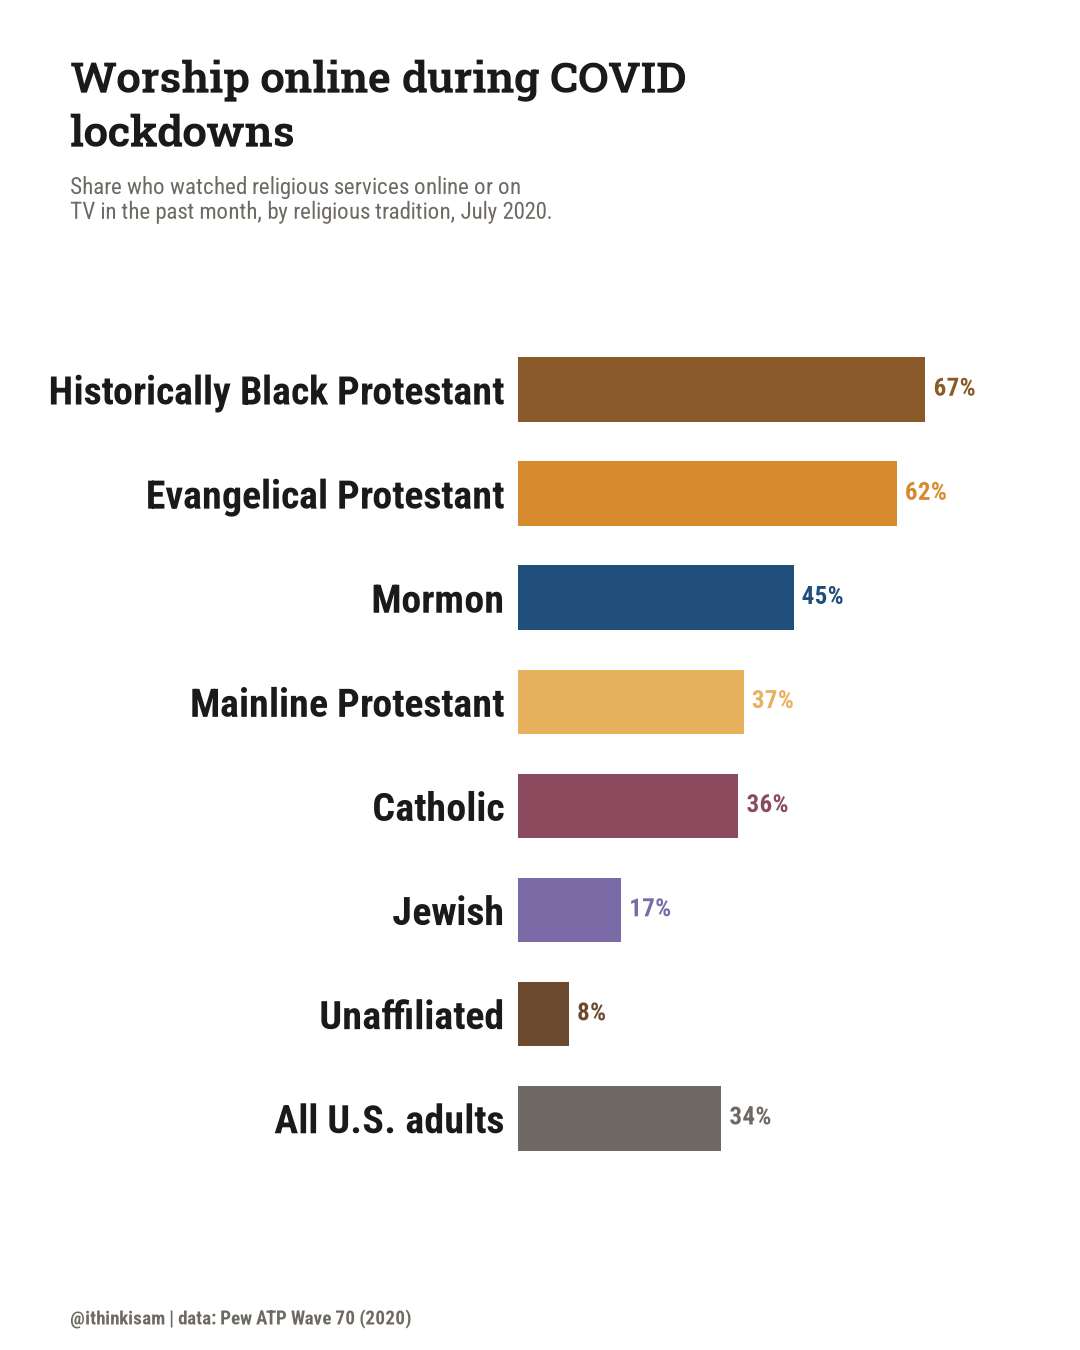 Worship online during COVID
lockdowns
Share who watched religious services online or on
TV in the past month, by religious tradition, July 2020.
Historically Black Protestant 67%
Evangelical Protestant 62%
Mormon 45%
Mainline Protestant 37%
Catholic 36%
Jewish 17%
Unaffiliated 8%
All U.S. adults 34%
@ithinkisam | data: Pew ATP Wave 70 (2020)